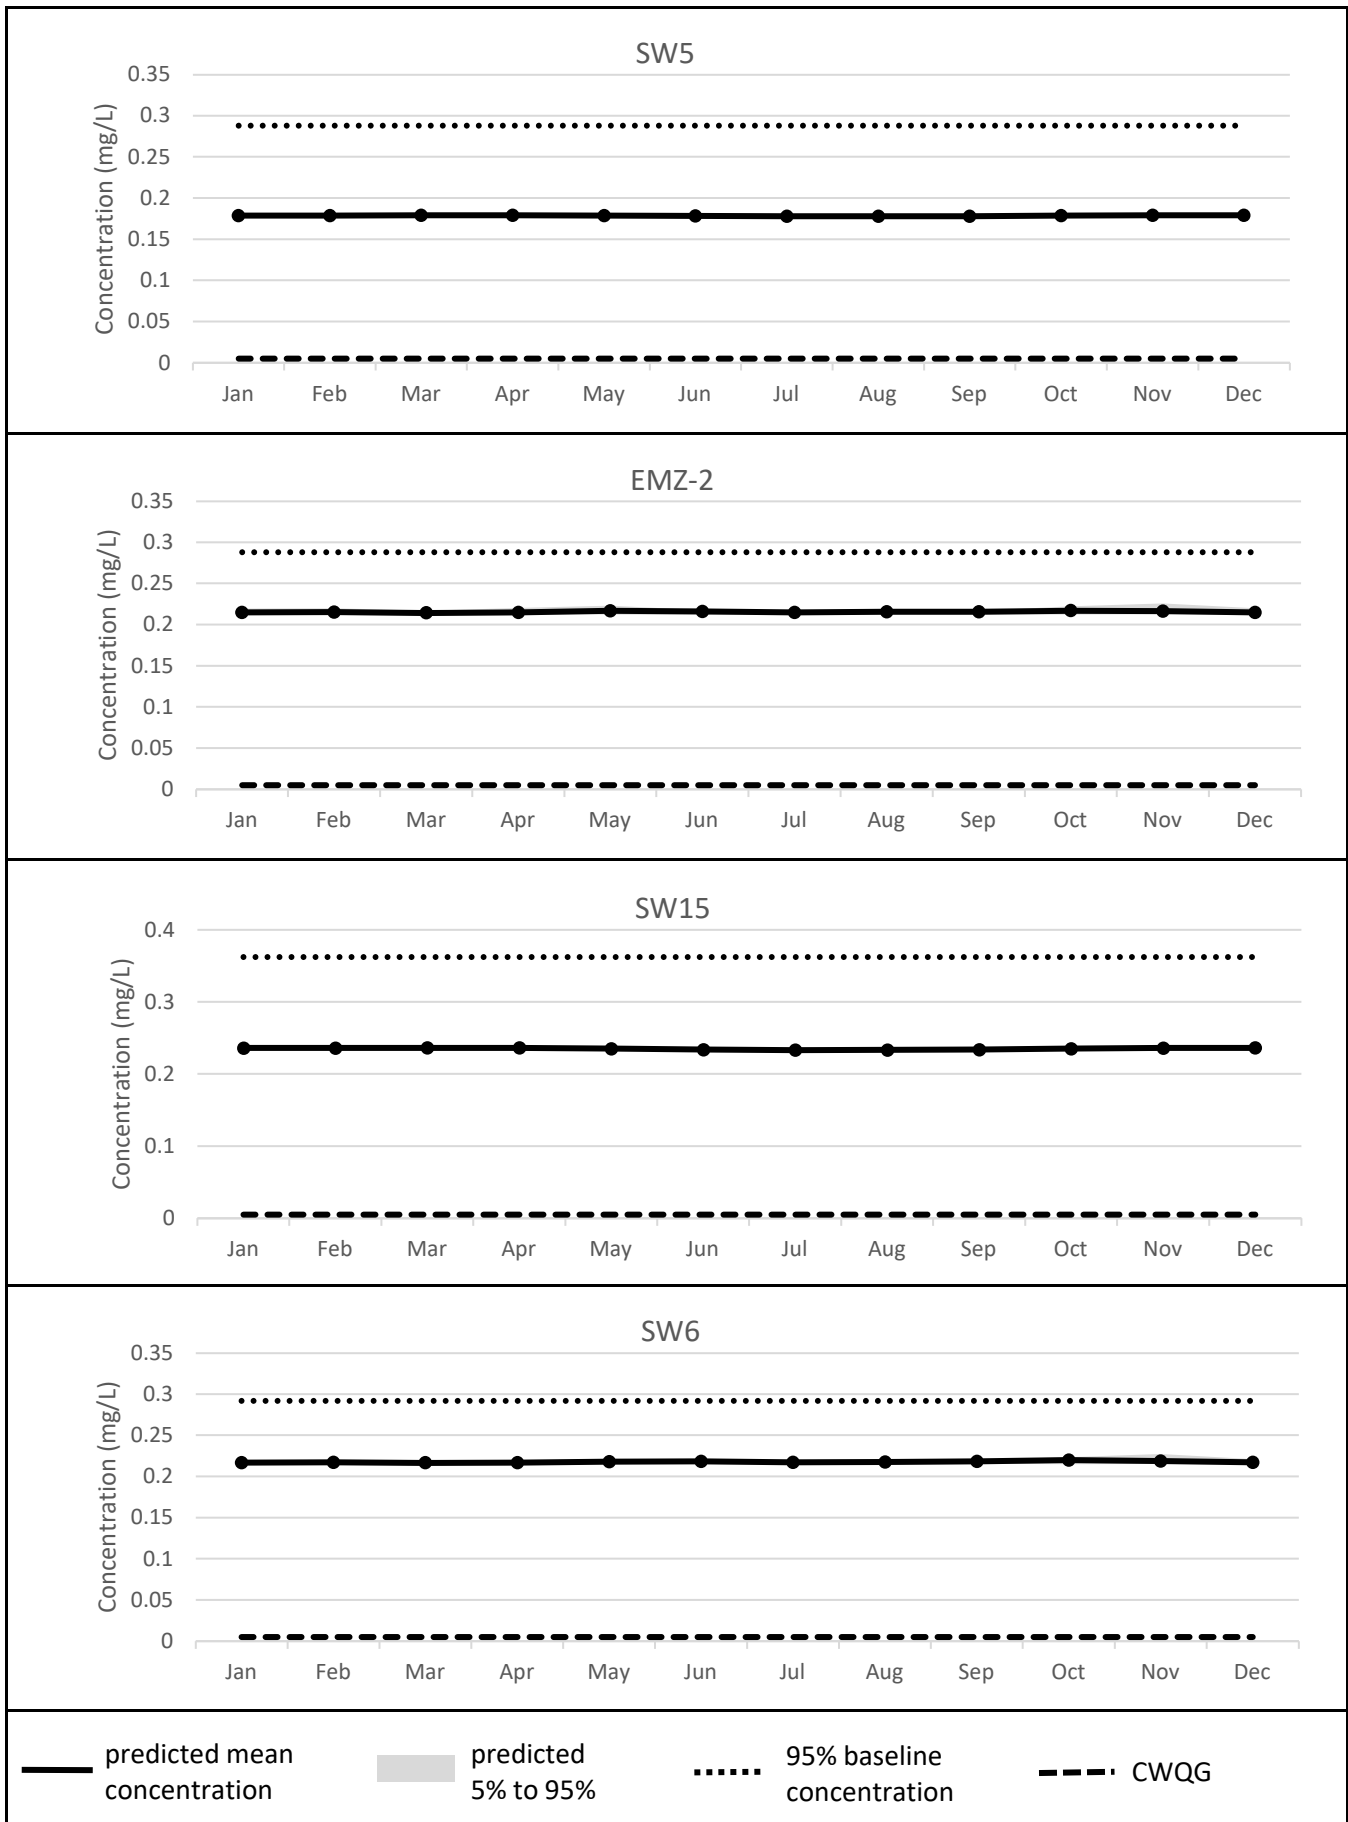 SW5
Concentration (mg/L)
0.35
0.3
0.25
0.2
0.15
0.1
0.05
0
Jan Feb Mar Apr May Jun Jul Aug Sep Oct Nov Dec
EMZ-2
Concentration (mg/L)
0.35
0.3
0.25
0.2
0.15
0.1
0.05
0
Jan Feb Mar Apr May Jun Jul Aug Sep Oct Nov Dec
SW15
Concentration (mg/L)
0.4
0.3
0.2
0.1
0
Jan Feb Mar Apr May Jun Jul Aug Sep Oct Nov Dec
SW6
Concentration (mg/L)
0.35
0.3
0.25
0.2
0.15
0.1
0.05
0
Jan Feb Mar Apr May Jun Jul Aug Sep Oct Nov Dec
predicted mean
concentration
predicted
5% to 95%
95% baseline
concentration
CWQG